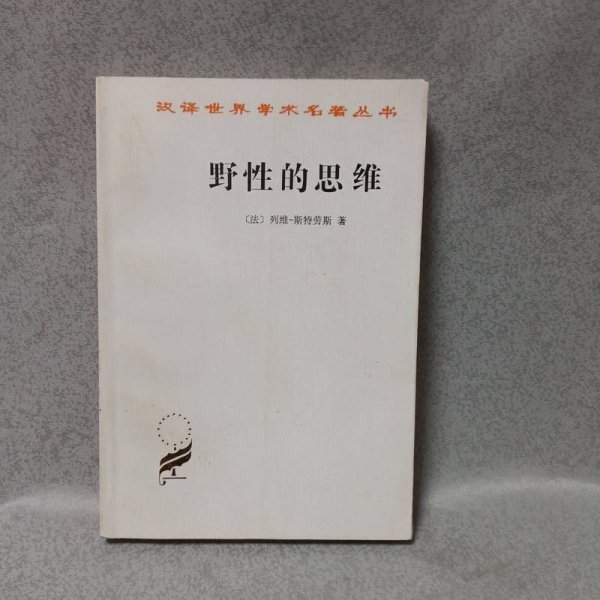 汉译世界学术名著丛书
野性的思维
〔法〕列维-斯特劳斯 著